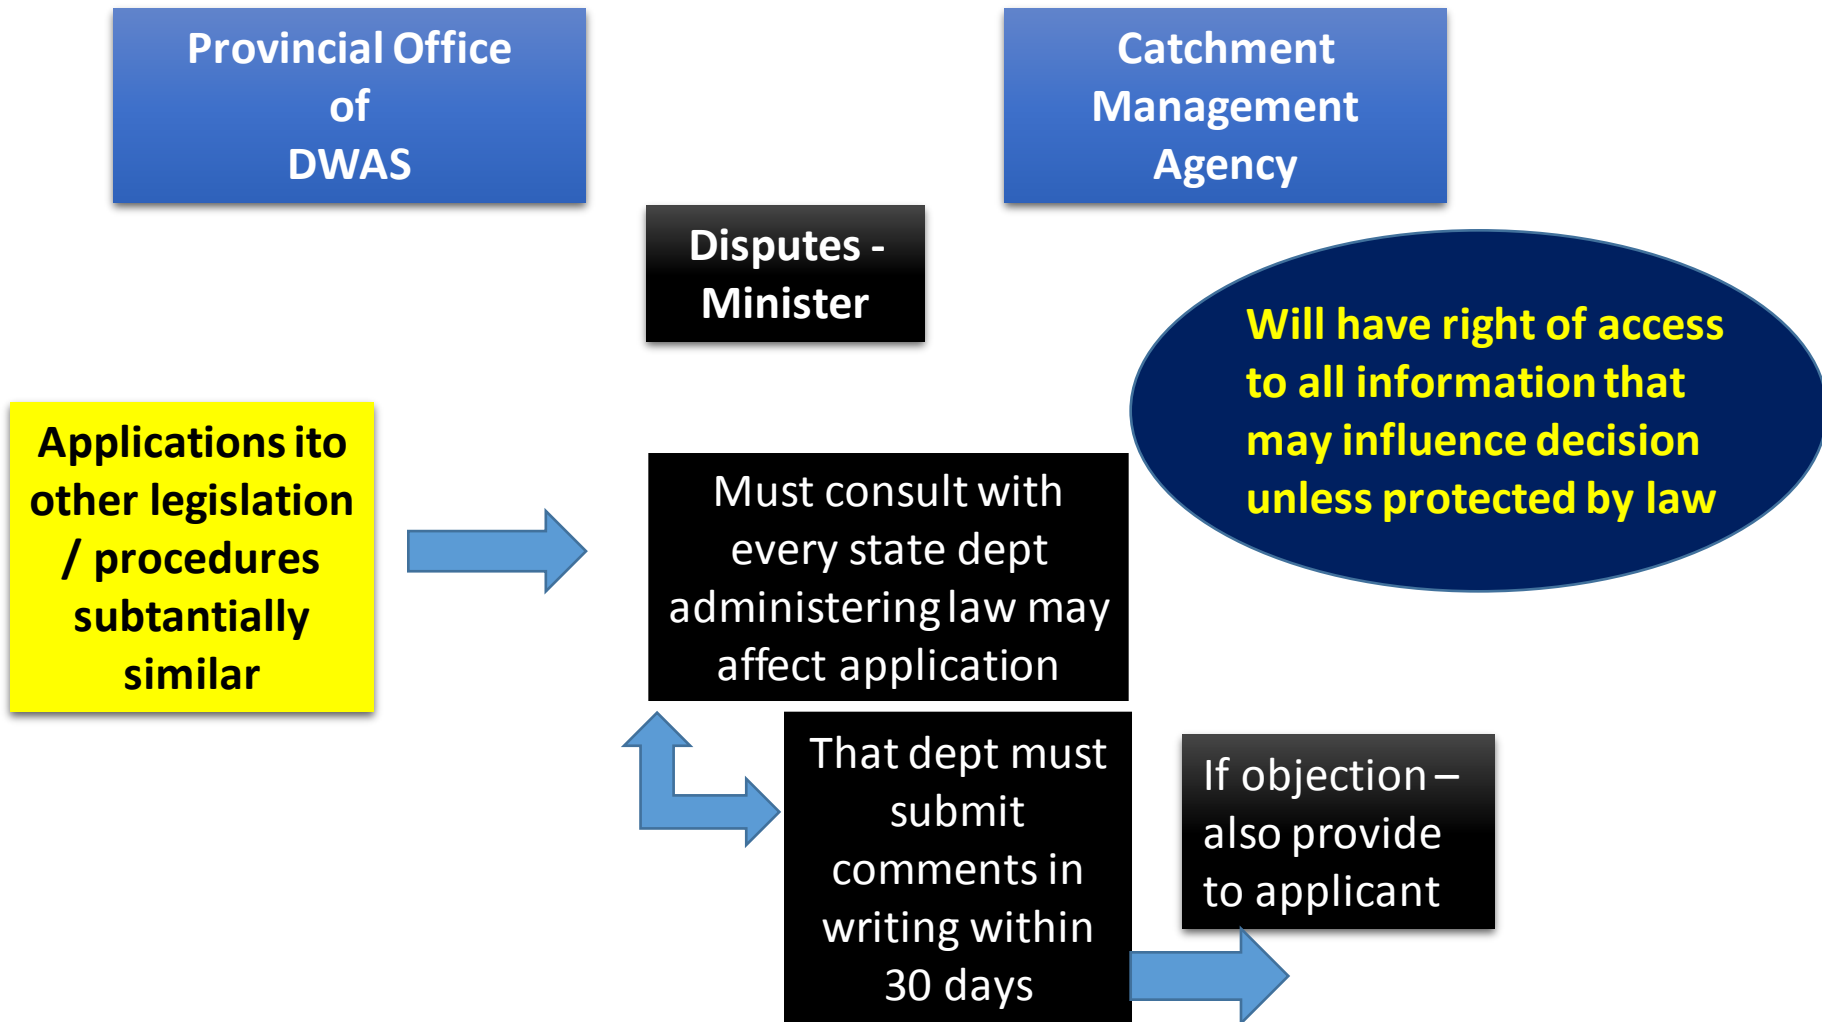 Provincial Office
of
DWAS
Catchment
Management
Agency
Disputes -
Minister
Will have right of access
to all information that
may influence decision
unless protected by law
Applications ito
other legislation
/ procedures
subtantially
similar
Must consult with
every state dept
administering law may
affect application
That dept must
submit
comments in
writing within
30 days
If objection –
also provide
to applicant